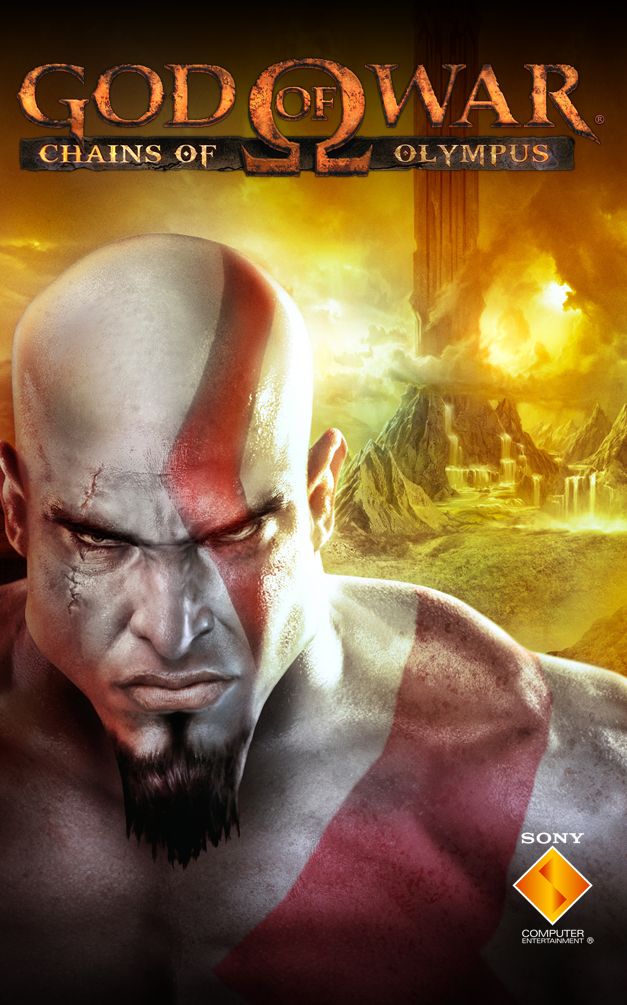 GOD OF WAR®
CHAINS OF OLYMPUS
SONY
COMPUTER
ENTERTAINMENT ®